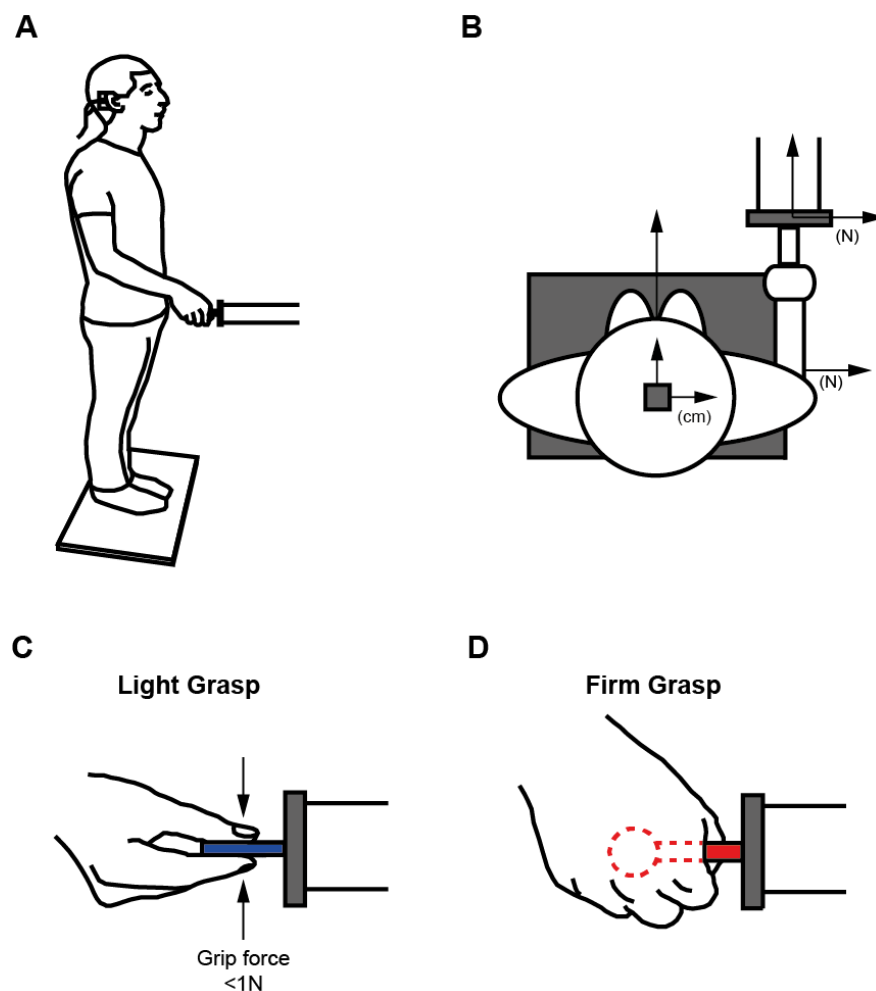 A
B
(N)
(N)
(cm)
C
D
Light Grasp
Firm Grasp
Grip force
<1N